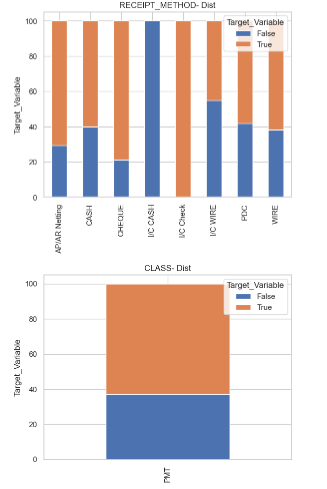 RECEIPT_METHOD- Dist
Target_Variable
False
True
100
80
60
40
20
0
Target_Variable
AP/AR Netting
CASH
CHEQUE
I/C CASH
I/C Check
I/C WIRE
PDC
WIRE
CLASS- Dist
Target_Variable
False
True
100
80
60
40
20
0
Target_Variable
PMT